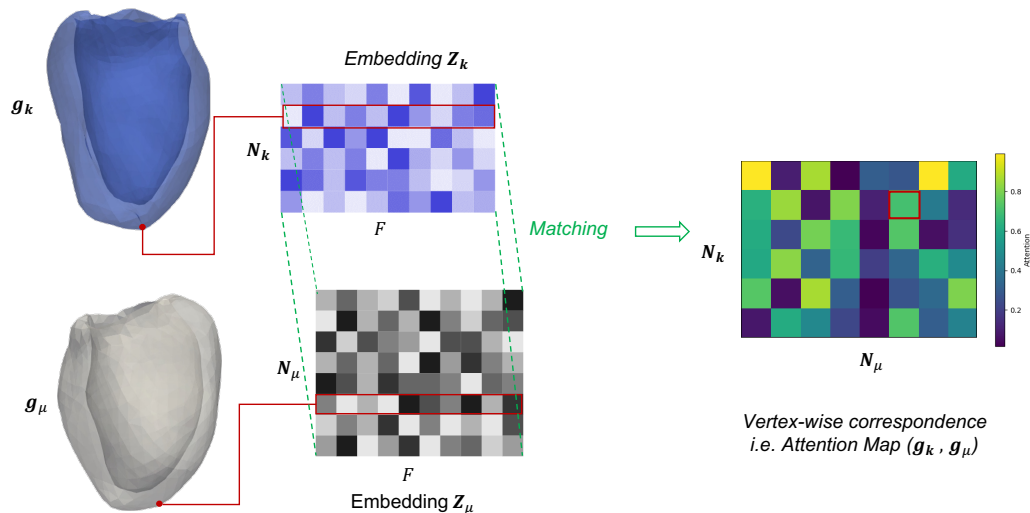 Embedding Z_k
g_k
N_k
F
Matching
N_μ
g_μ
F
Embedding Z_μ
N_k
0.8
0.6
0.4
0.2
Attention
N_μ
Vertex-wise correspondence
i.e. Attention Map (g_k , g_μ)